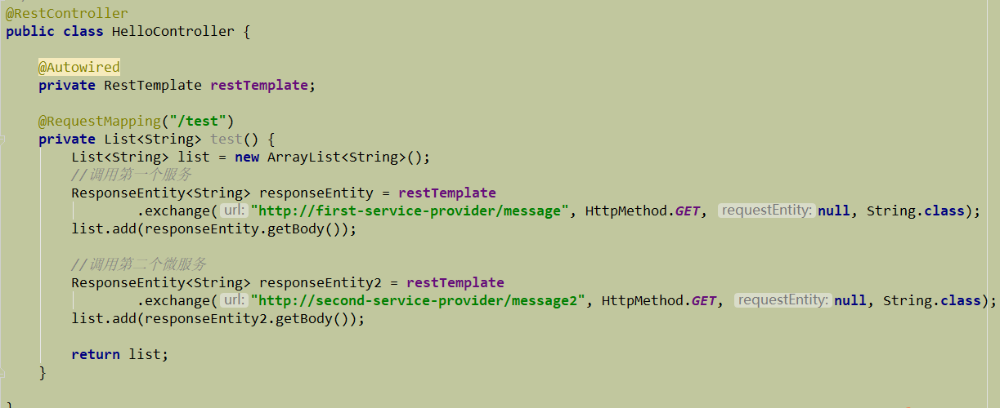 @RestController
public class HelloController {
@Autowired
private RestTemplate restTemplate;
@RequestMapping("/test")
private List<String> test() {
List<String> list = new ArrayList<String>();
//调用第一个服务
ResponseEntity<String> responseEntity = restTemplate
.exchange( url: "http://first-service-provider/message", HttpMethod.GET, requestEntity: null, String.class);
list.add(responseEntity.getBody());
//调用第二个微服务
ResponseEntity<String> responseEntity2 = restTemplate
.exchange( url: "http://second-service-provider/message2", HttpMethod.GET, requestEntity: null, String.class);
list.add(responseEntity2.getBody());
return list;
}
}